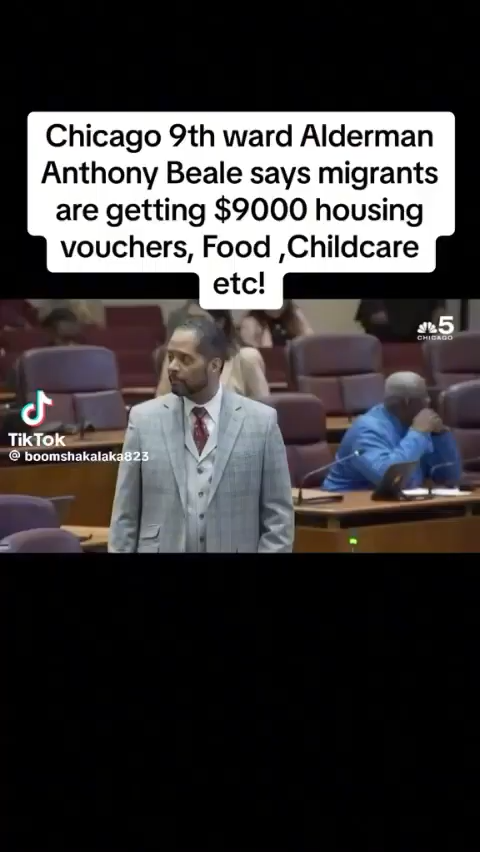 Chicago 9th ward Alderman
Anthony Beale says migrants
are getting $9000 housing
vouchers, Food ,Childcare
etc!
5
CHICAGO
TikTok
@ boomshakalaka823